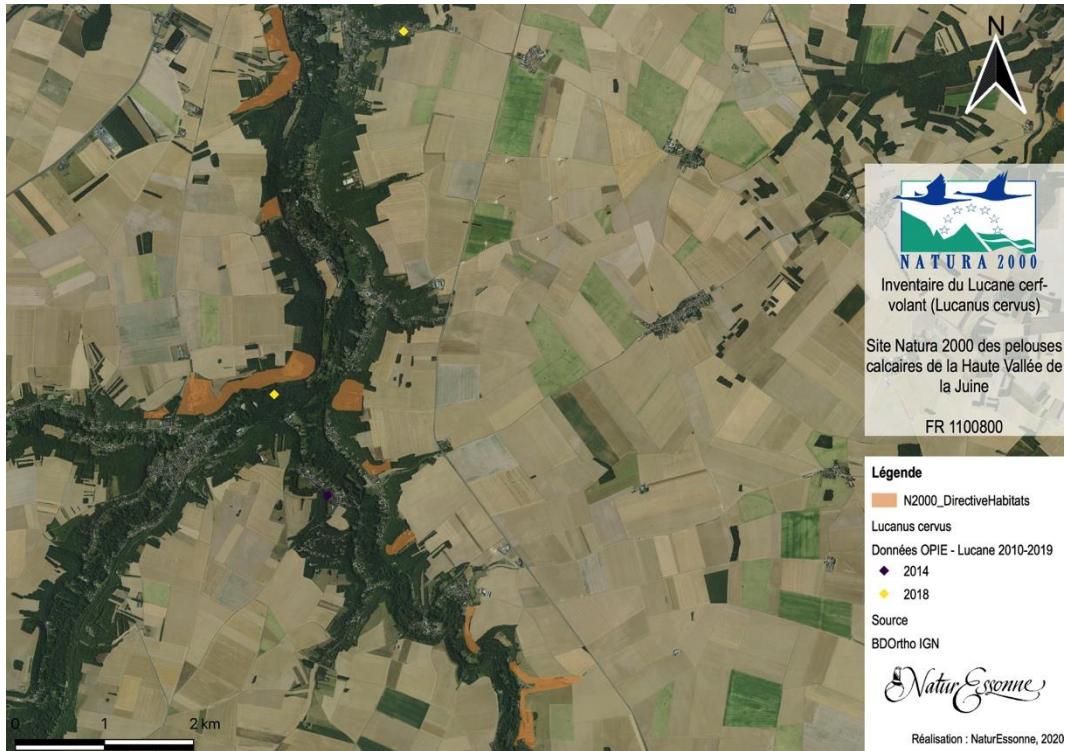 N
NATURA 2000
Inventaire du Lucane cerf-
volant (Lucanus cervus)
Site Natura 2000 des pelouses
calcaires de la Haute Vallée de
la Juine
FR 1100800
Légende
N2000_DirectiveHabitats
Lucanus cervus
Données OPIE - Lucane 2010-2019
2014
2018
Source
BDOrtho IGN
NaturEssonne
Réalisation : NaturEssonne, 2020
0 1 2 km